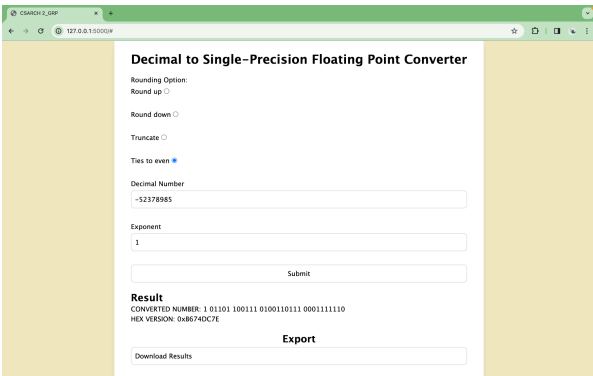 CSARCH 2_GRP
127.0.0.1:5000/#
Decimal to Single-Precision Floating Point Converter
Rounding Option:
Round up
Round down
Truncate
Ties to even
Decimal Number
-52378985
Exponent
1
Submit
Result
CONVERTED NUMBER: 1 01101 100111 0100110111 0001111110
HEX VERSION: 0xB674DC7E
Export
Download Results